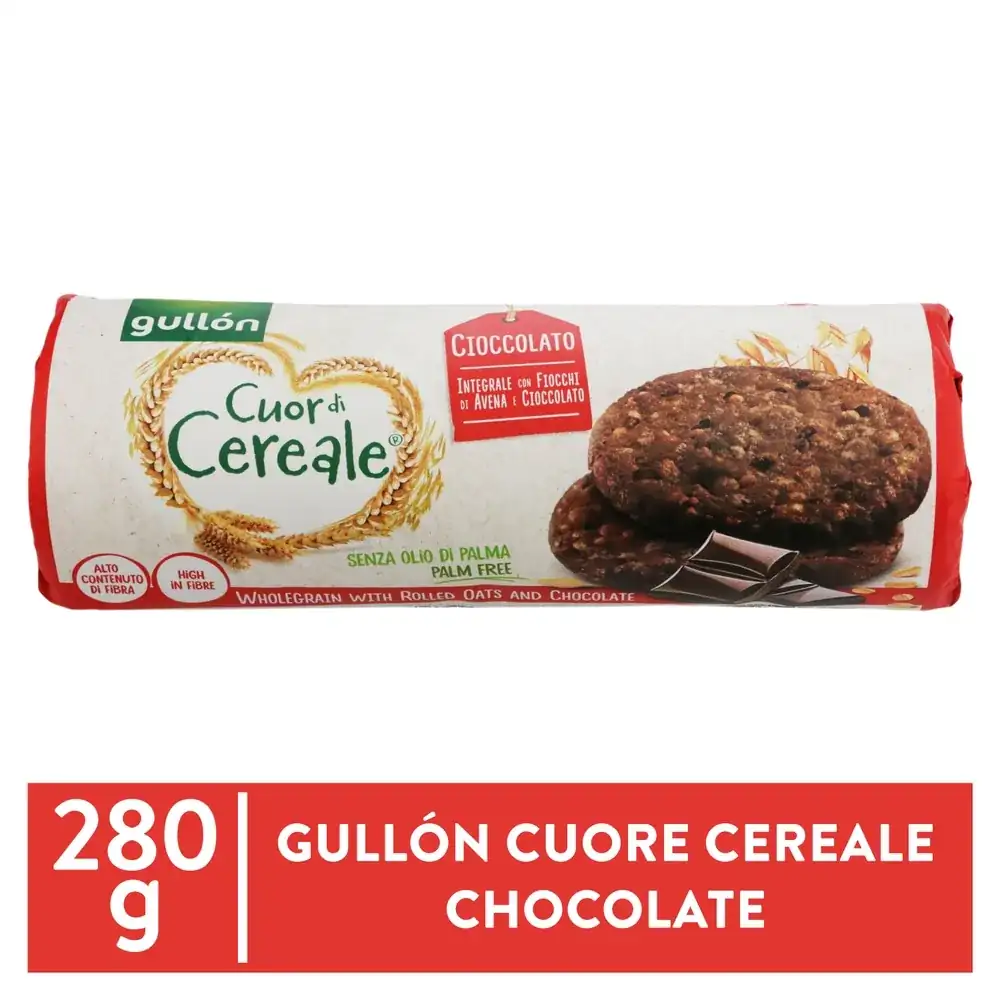 gullón
Cuor di
Cereale®
CIOCCOLATO
INTEGRALE CON FIOCCHI
DI AVENA E CIOCCOLATO
SENZA OLIO DI PALMA
PALM FREE
ALTO
CONTENUTO
DI FIBRA
HIGH
IN FIBRE
WHOLEGRAIN WITH ROLLED OATS AND CHOCOLATE
280
g
GULLÓN CUORE CEREALE
CHOCOLATE